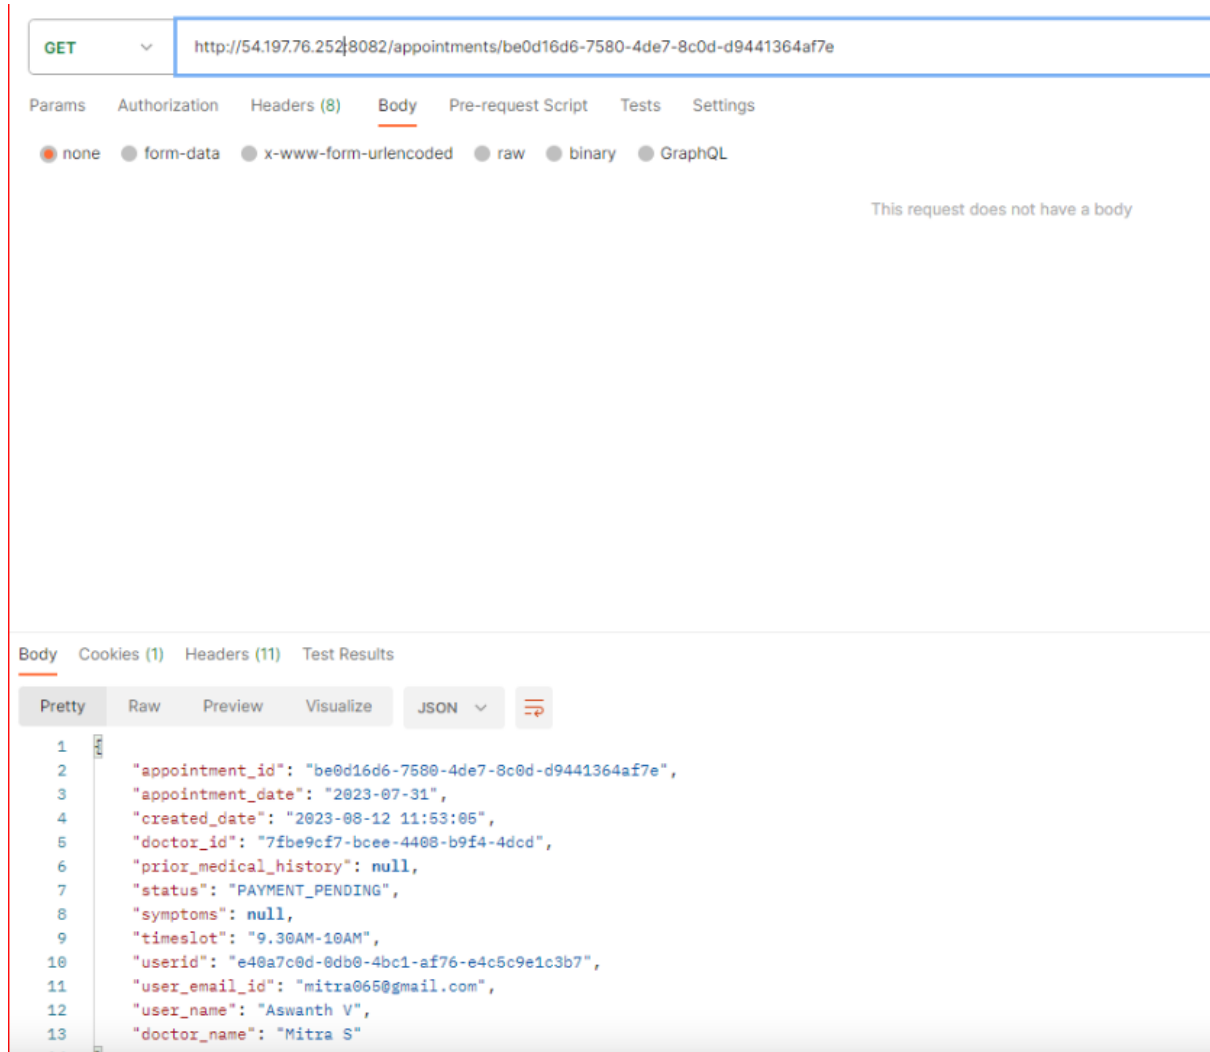 GET http://54.197.76.252:8082/appointments/be0d16d6-7580-4de7-8c0d-d9441364af7e
Params Authorization Headers (8) Body Pre-request Script Tests Settings
none form-data x-www-form-urlencoded raw binary GraphQL
This request does not have a body
Body Cookies (1) Headers (11) Test Results
Pretty Raw Preview Visualize JSON
1 {
2 "appointment_id": "be0d16d6-7580-4de7-8c0d-d9441364af7e",
3 "appointment_date": "2023-07-31",
4 "created_date": "2023-08-12 11:53:05",
5 "doctor_id": "7fbe9cf7-bcee-4408-b9f4-4dcd",
6 "prior_medical_history": null,
7 "status": "PAYMENT_PENDING",
8 "symptoms": null,
9 "timeslot": "9.30AM-10AM",
10 "userid": "e40a7c0d-0db0-4bc1-af76-e4c5c9e1c3b7",
11 "user_email_id": "mitra065@gmail.com",
12 "user_name": "Aswanth V",
13 "doctor_name": "Mitra S"